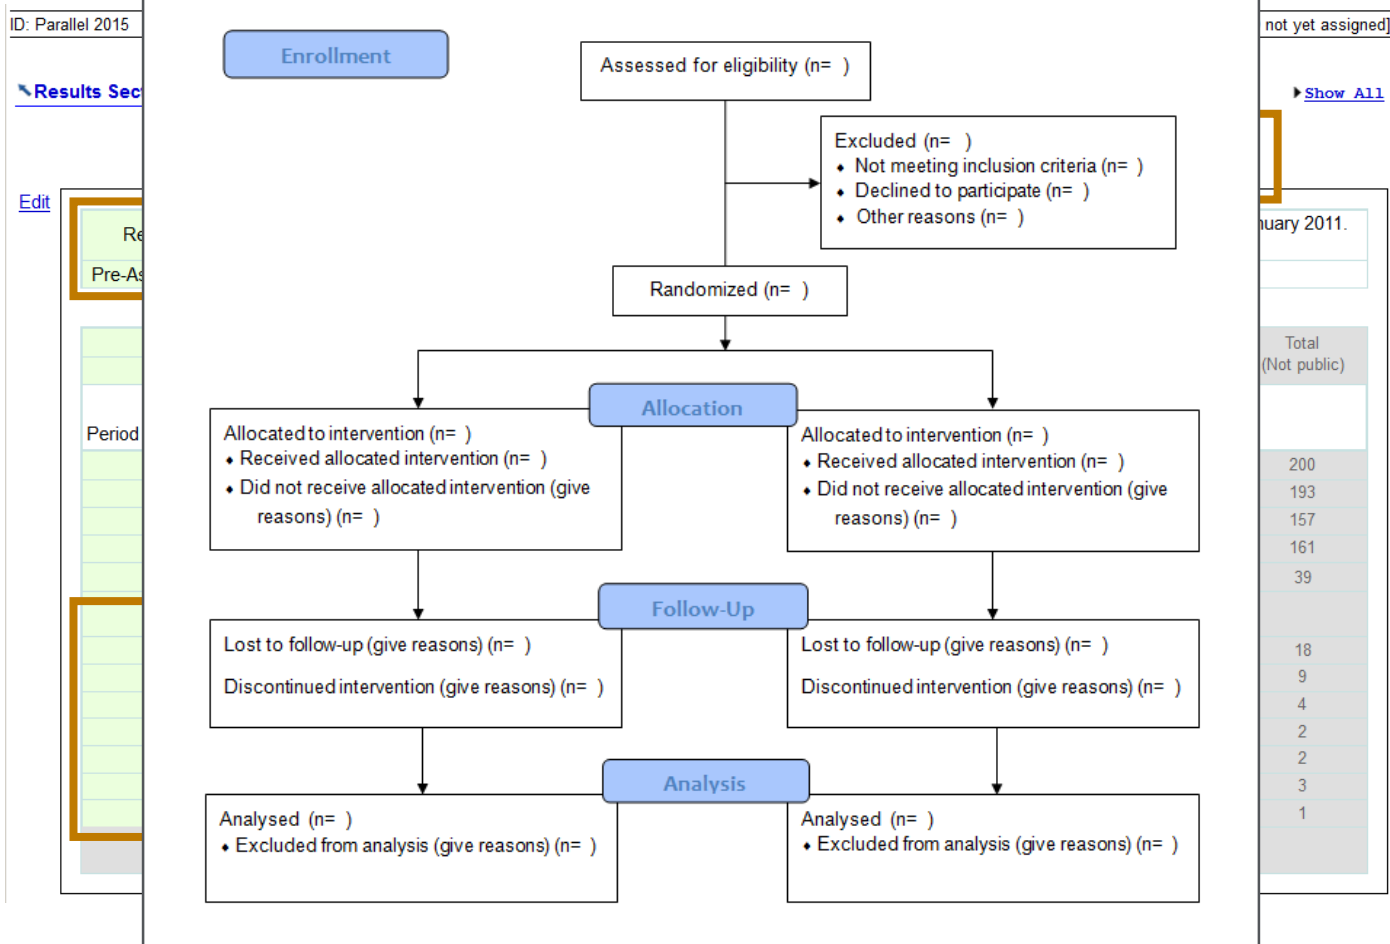 ID: Parallel 2015
not yet assigned]
Results Sec
Show All
Edit
Re
Pre-As
Period
nuary 2011.
Total
(Not public)
200
193
157
161
39
18
9
4
2
2
3
1
Enrollment
Assessed for eligibility (n= )
Excluded (n= )
♦ Not meeting inclusion criteria (n= )
♦ Declined to participate (n= )
♦ Other reasons (n= )
Randomized (n= )
Allocation
Allocated to intervention (n= )
♦ Received allocated intervention (n= )
♦ Did not receive allocated intervention (give
reasons) (n= )
Allocated to intervention (n= )
♦ Received allocated intervention (n= )
♦ Did not receive allocated intervention (give
reasons) (n= )
Follow-Up
Lost to follow-up (give reasons) (n= )
Discontinued intervention (give reasons) (n= )
Lost to follow-up (give reasons) (n= )
Discontinued intervention (give reasons) (n= )
Analysis
Analysed (n= )
♦ Excluded from analysis (give reasons) (n= )
Analysed (n= )
♦ Excluded from analysis (give reasons) (n= )